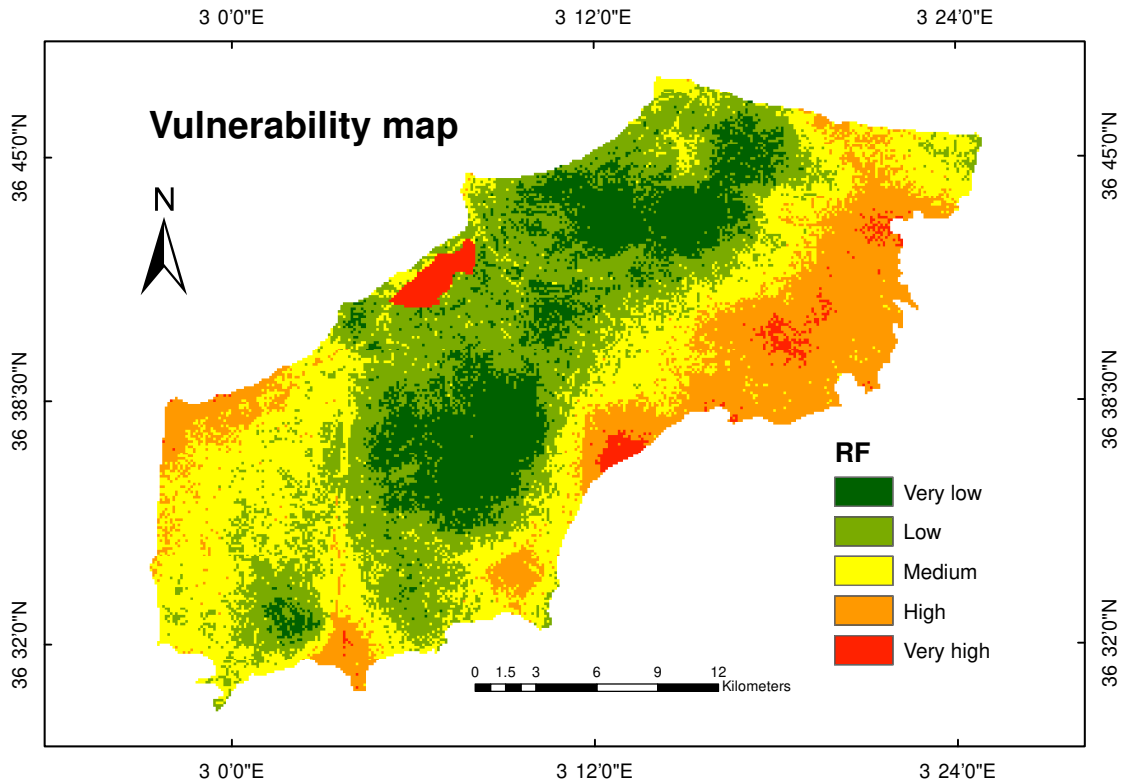 3 0'0"E 3 12'0"E 3 24'0"E
Vulnerability map
36 45'0"N 36 45'0"N
N
36 38'30"N 36 38'30"N
RF
Very low
Low
Medium
High
Very high
36 32'0"N 36 32'0"N
0 1.5 3 6 9 12
Kilometers
3 0'0"E 3 12'0"E 3 24'0"E